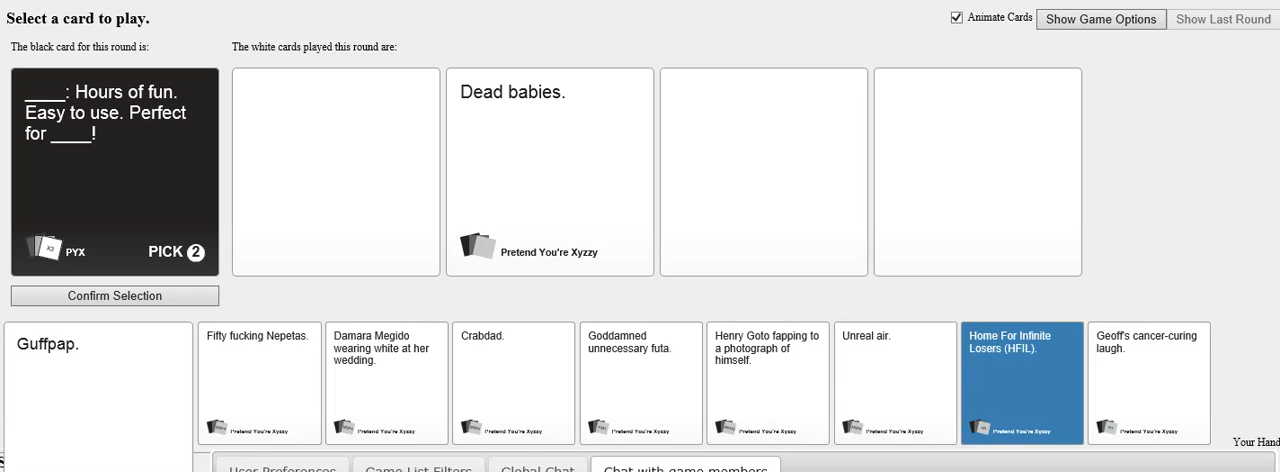 Select a card to play.
Animate Cards
Show Game Options
Show Last Round
The black card for this round is:
The white cards played this round are:
____: Hours of fun.
Easy to use. Perfect
for ____!
X3
PYX
PICK 2
Dead babies.
Pretend You're Xyzzy
Confirm Selection
Guffpap.
Fifty fucking Nepetas.
Pretend You're Xyzzy
Damara Megido
wearing white at her
wedding.
Pretend You're Xyzzy
Crabdad.
Pretend You're Xyzzy
Goddamned
unnecessary futa.
Pretend You're Xyzzy
Henry Goto fapping to
a photograph of
himself.
Pretend You're Xyzzy
Unreal air.
Pretend You're Xyzzy
Home For Infinite
Losers (HFIL).
Pretend You're Xyzzy
Geoff's cancer-curing
laugh.
Pretend You're Xyzzy
Your Hand
User Preferences
Game List Filters
Global Chat
Chat with game members